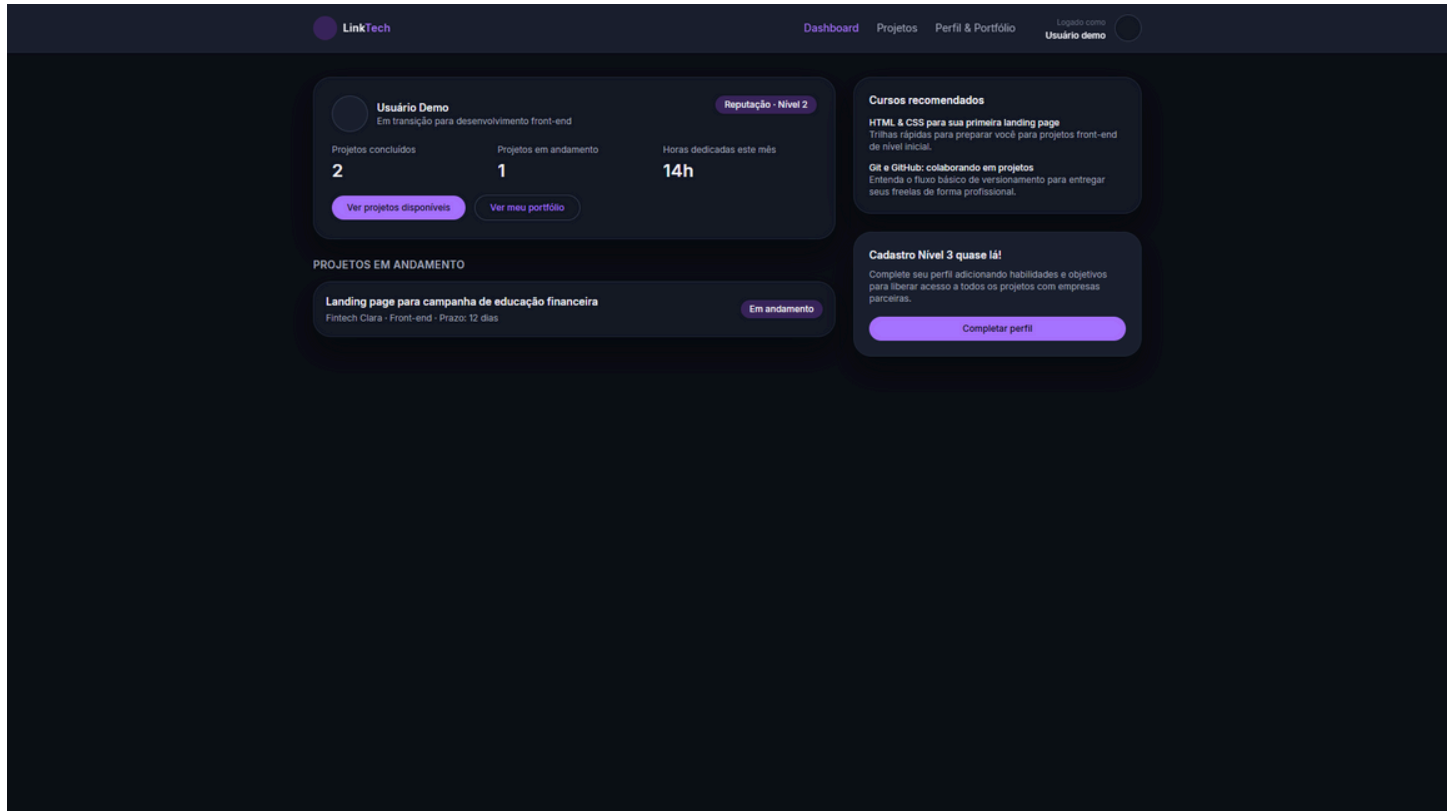 LinkTech
Dashboard
Projetos
Perfil & Portfólio
Logado como
Usuário demo
Usuário Demo
Em transição para desenvolvimento front-end
Reputação · Nível 2
Projetos concluídos
2
Projetos em andamento
1
Horas dedicadas este mês
14h
Ver projetos disponíveis
Ver meu portfólio
PROJETOS EM ANDAMENTO
Landing page para campanha de educação financeira
Fintech Clara · Front-end · Prazo: 12 dias
Em andamento
Cursos recomendados
HTML & CSS para sua primeira landing page
Trilhas rápidas para preparar você para projetos front-end
de nível inicial.
Git e GitHub: colaborando em projetos
Entenda o fluxo básico de versionamento para entregar
seus freelas de forma profissional.
Cadastro Nível 3 quase lá!
Complete seu perfil adicionando habilidades e objetivos
para liberar acesso a todos os projetos com empresas
parceiras.
Completar perfil